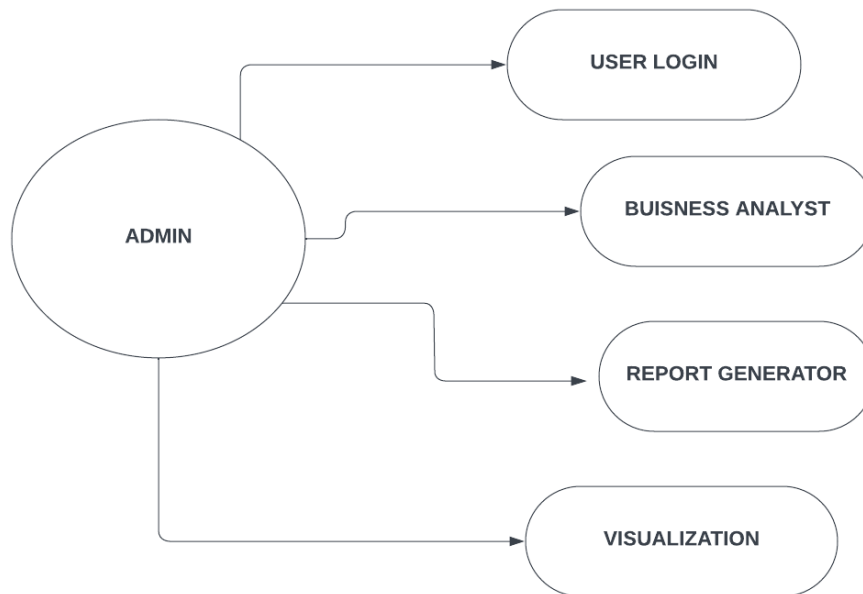 USER LOGIN
BUISNESS ANALYST
ADMIN
REPORT GENERATOR
VISUALIZATION